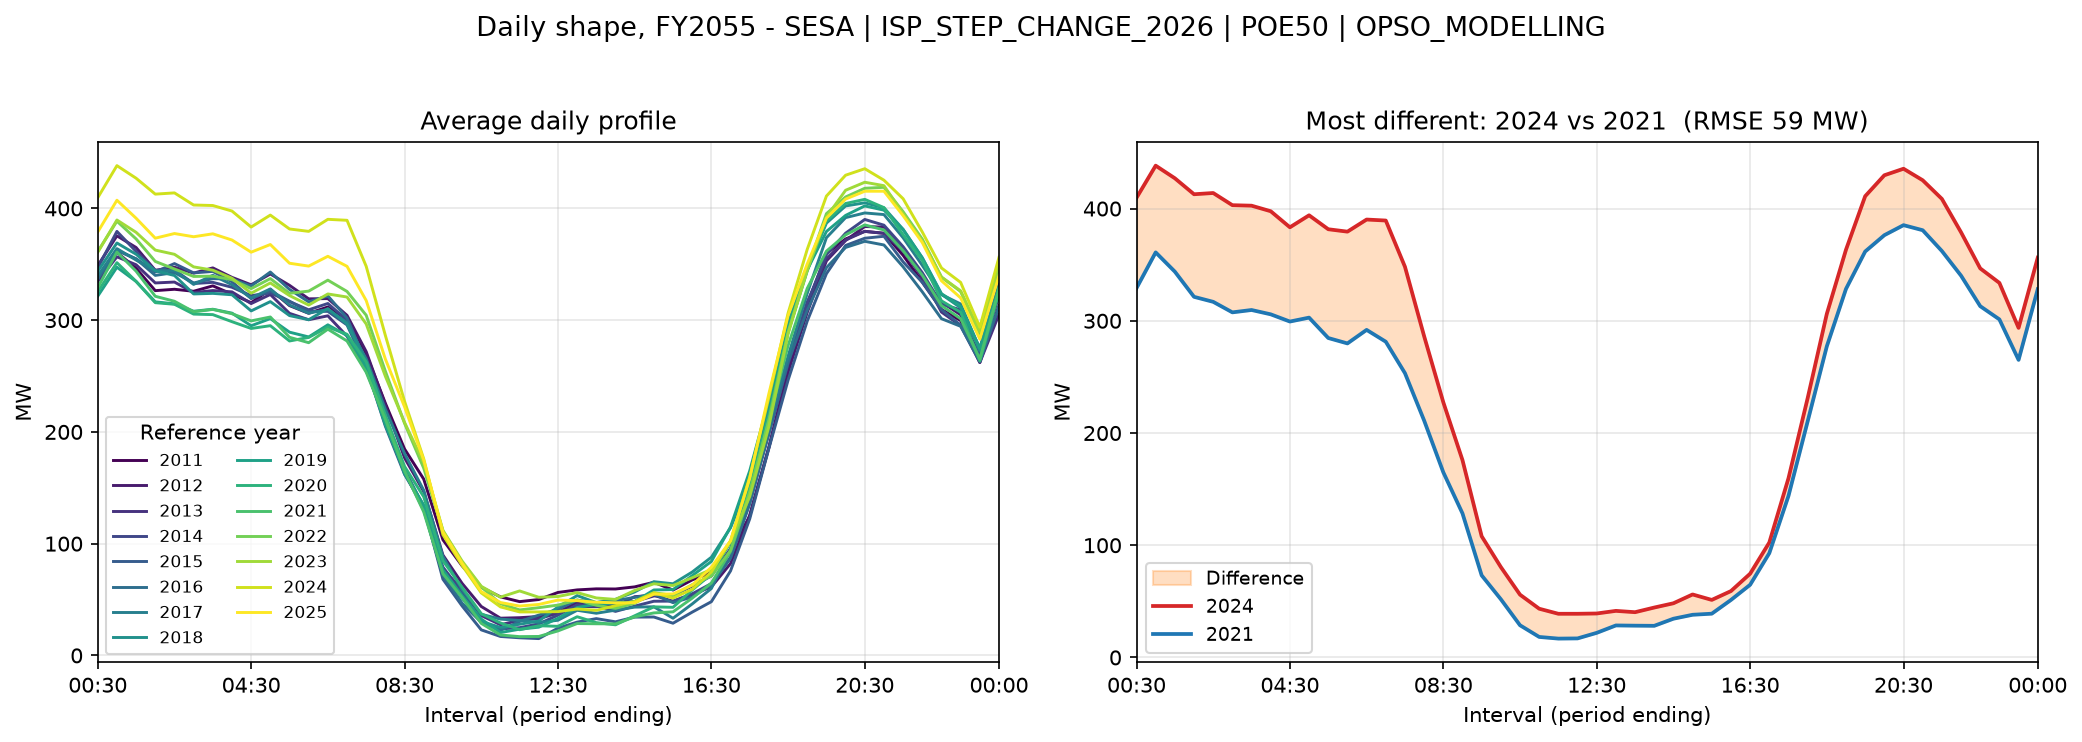 Daily shape, FY2055 - SESA | ISP_STEP_CHANGE_2026 | POE50 | OPSO_MODELLING
Average daily profile
MW
400
300
200
100
0
Reference year
2011 2019
2012 2020
2013 2021
2014 2022
2015 2023
2016 2024
2017 2025
2018
00:30 04:30 08:30 12:30 16:30 20:30 00:00
Interval (period ending)
Most different: 2024 vs 2021 (RMSE 59 MW)
MW
400
300
200
100
0
Difference
2024
2021
00:30 04:30 08:30 12:30 16:30 20:30 00:00
Interval (period ending)